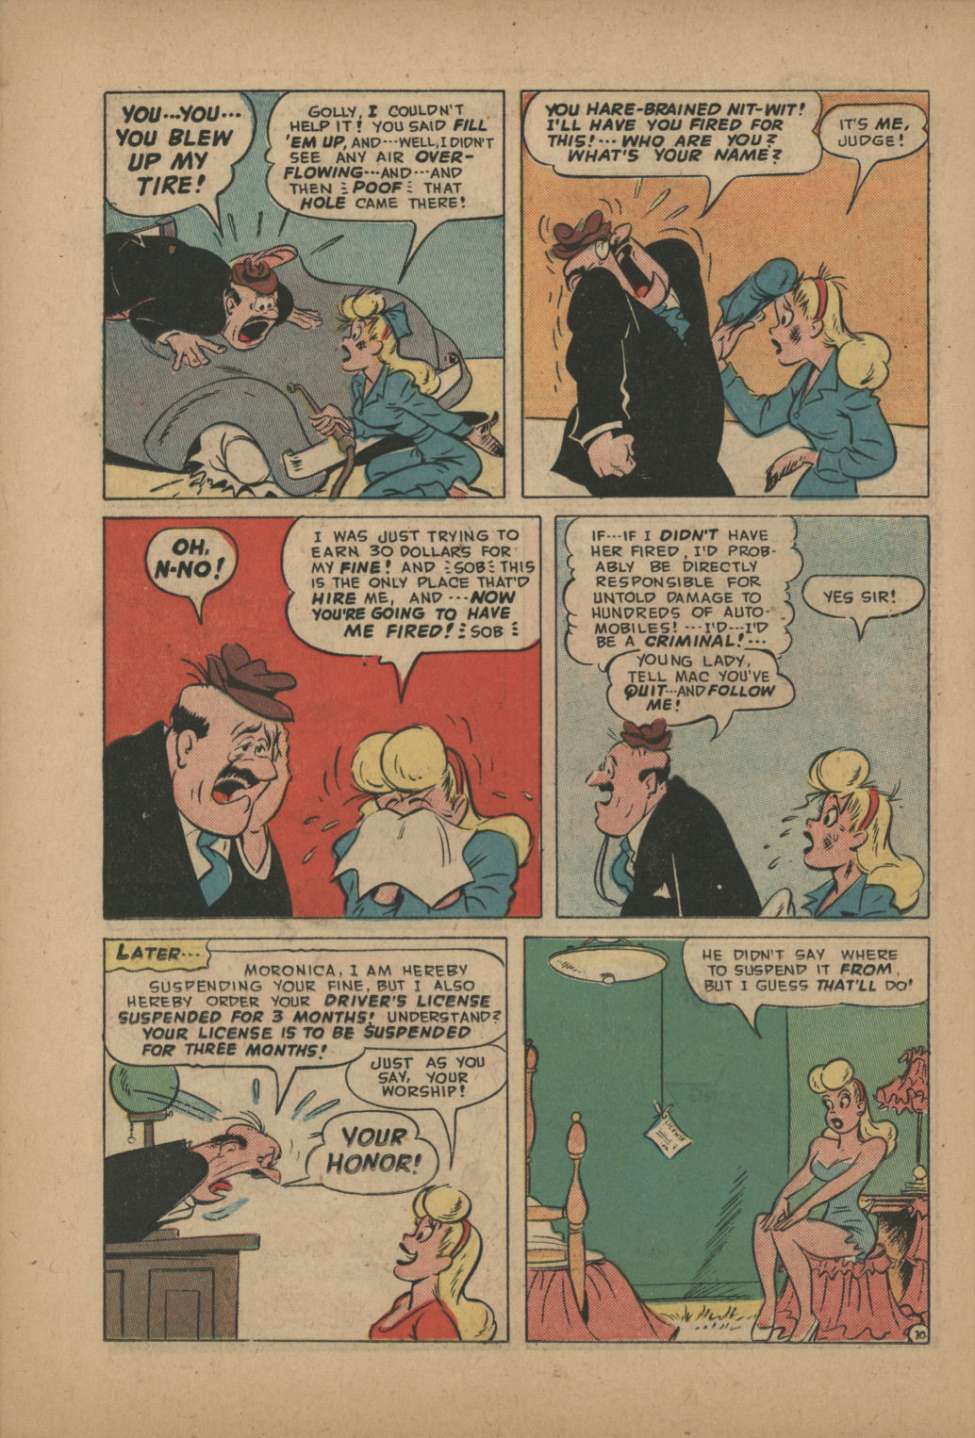 YOU---YOU---
YOU BLEW
UP MY
TIRE!
GOLLY, I COULDN'T
HELP IT! YOU SAID FILL
'EM UP, AND---WELL, I DIDN'T
SEE ANY AIR OVER-
FLOWING---AND---AND
THEN POOF THAT
HOLE CAME THERE!
YOU HARE-BRAINED NIT-WIT!
I'LL HAVE YOU FIRED FOR
THIS!--- WHO ARE YOU?
WHAT'S YOUR NAME?
IT'S ME,
JUDGE!
OH,
N-NO!
I WAS JUST TRYING TO
EARN 30 DOLLARS FOR
MY FINE! AND SOB THIS
IS THE ONLY PLACE THAT'D
HIRE ME, AND ---NOW
YOU'RE GOING TO HAVE
ME FIRED! SOB
IF---IF I DIDN'T HAVE
HER FIRED, I'D PROB-
ABLY BE DIRECTLY
RESPONSIBLE FOR
UNTOLD DAMAGE TO
HUNDREDS OF AUTO-
MOBILES! ---I'D---I'D
BE A CRIMINAL!---
YOUNG LADY,
TELL MAC YOU'VE
QUIT---AND FOLLOW
ME!
YES SIR!
LATER---
MORONICA, I AM HEREBY
SUSPENDING YOUR FINE, BUT I ALSO
HEREBY ORDER YOUR DRIVER'S LICENSE
SUSPENDED FOR 3 MONTHS! UNDERSTAND?
YOUR LICENSE IS TO BE SUSPENDED
FOR THREE MONTHS!
JUST AS YOU
SAY, YOUR
WORSHIP!
YOUR
HONOR!
HE DIDN'T SAY WHERE
TO SUSPEND IT FROM,
BUT I GUESS THAT'LL DO!
LICENSE
10